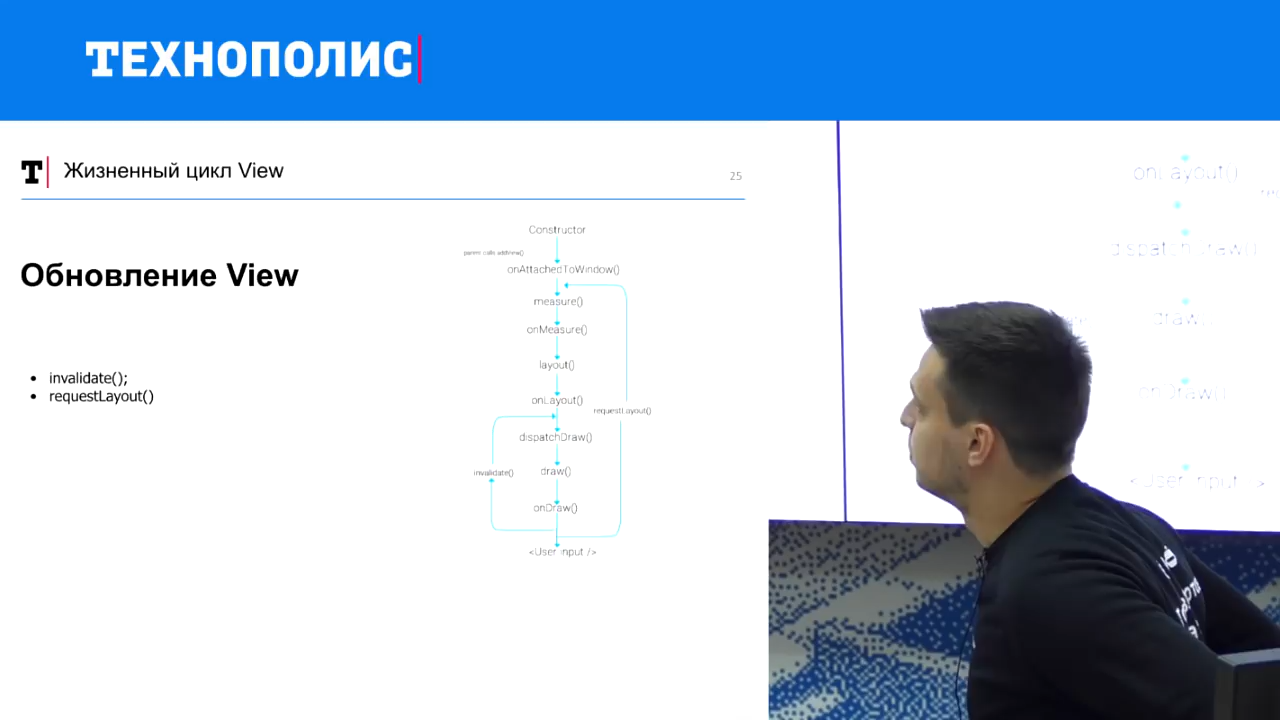 ТЕХНОПОЛИС
Т Жизненный цикл View
25
Обновление View
invalidate();
requestLayout()
Constructor
parent calls addView()
onAttachedToWindow()
measure()
onMeasure()
layout()
onLayout()
requestLayout()
dispatchDraw()
invalidate()
draw()
onDraw()
<User input />
onLayout()
dispatchDraw()
draw()
onDraw()
<User input />